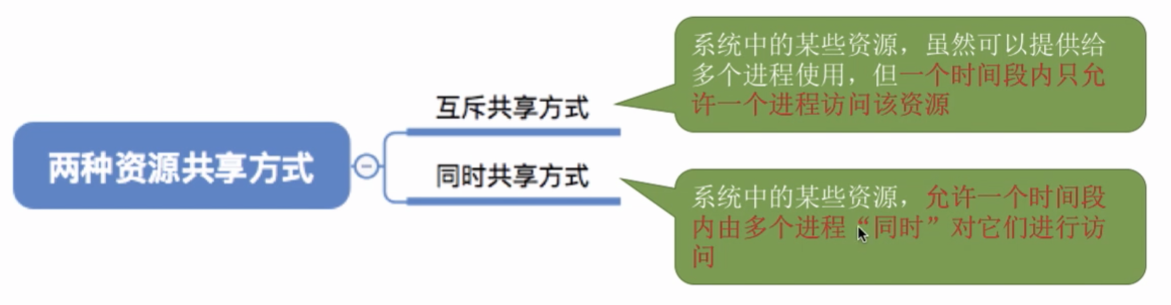 系统中的某些资源，虽然可以提供给
多个进程使用，但一个时间段内只允
许一个进程访问该资源
互斥共享方式
两种资源共享方式
同时共享方式
系统中的某些资源，允许一个时间段
内由多个进程“同时”对它们进行访
问